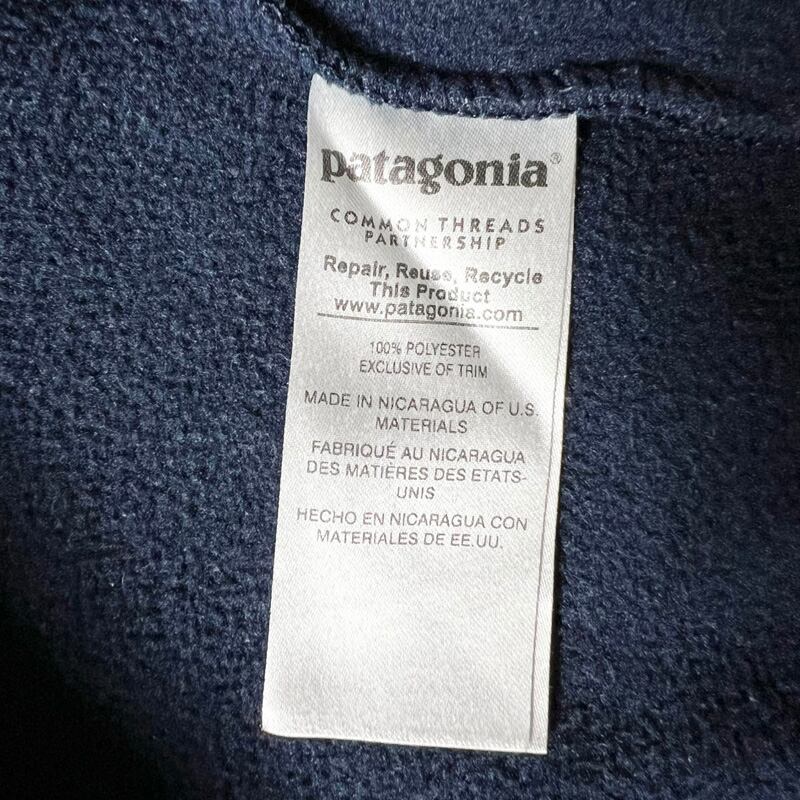 patagonia®
COMMON THREADS
PARTNERSHIP
Repair, Reuse, Recycle
This Product
www.patagonia.com
100% POLYESTER
EXCLUSIVE OF TRIM
MADE IN NICARAGUA OF U.S.
MATERIALS
FABRIQUÉ AU NICARAGUA
DES MATIÈRES DES ETATS-
UNIS
HECHO EN NICARAGUA CON
MATERIALES DE EE.UU.